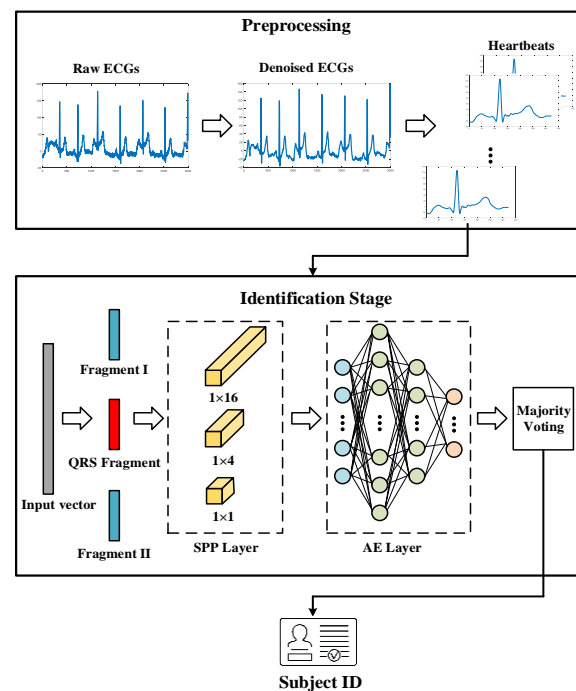 Preprocessing
Raw ECGs
Denoised ECGs
Heartbeats
Identification Stage
Input vector
Fragment I
QRS Fragment
Fragment II
1×16
1×4
1×1
SPP Layer
AE Layer
Majority
Voting
Subject ID